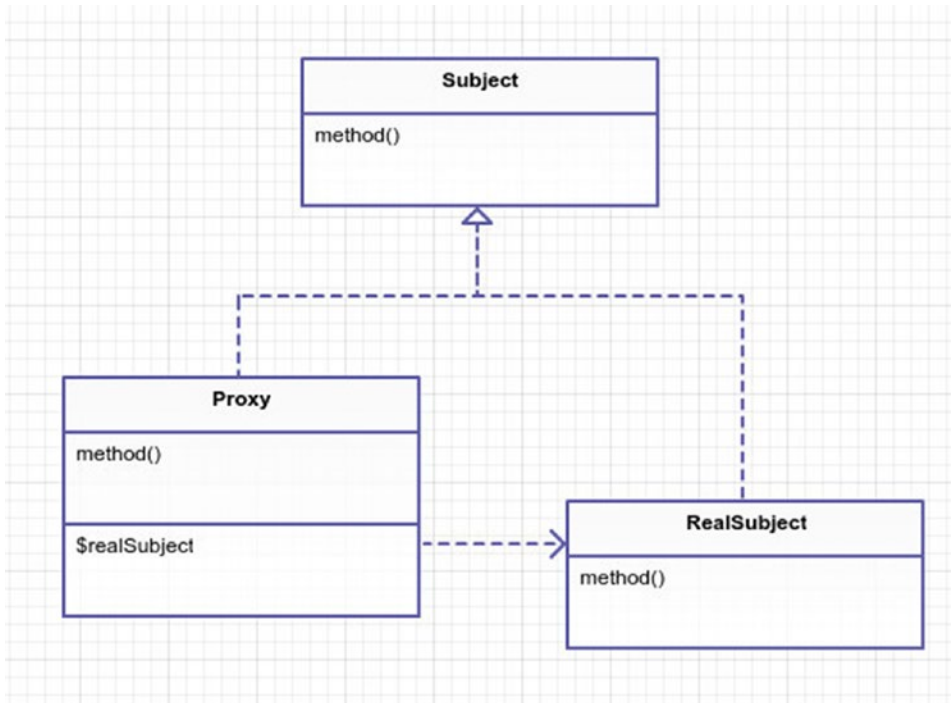 Subject
method()
Proxy
method()
$realSubject
RealSubject
method()